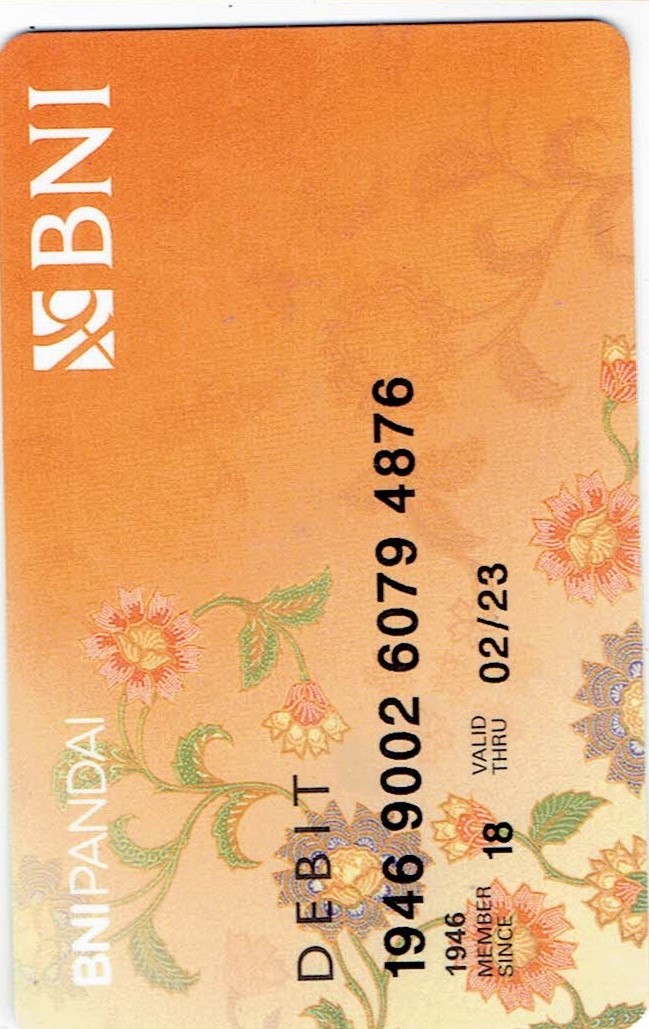 BNI
BNI PANDAI
DEBIT
1946 9002 6079 4876
1946
MEMBER SINCE 18 VALID THRU 02/23